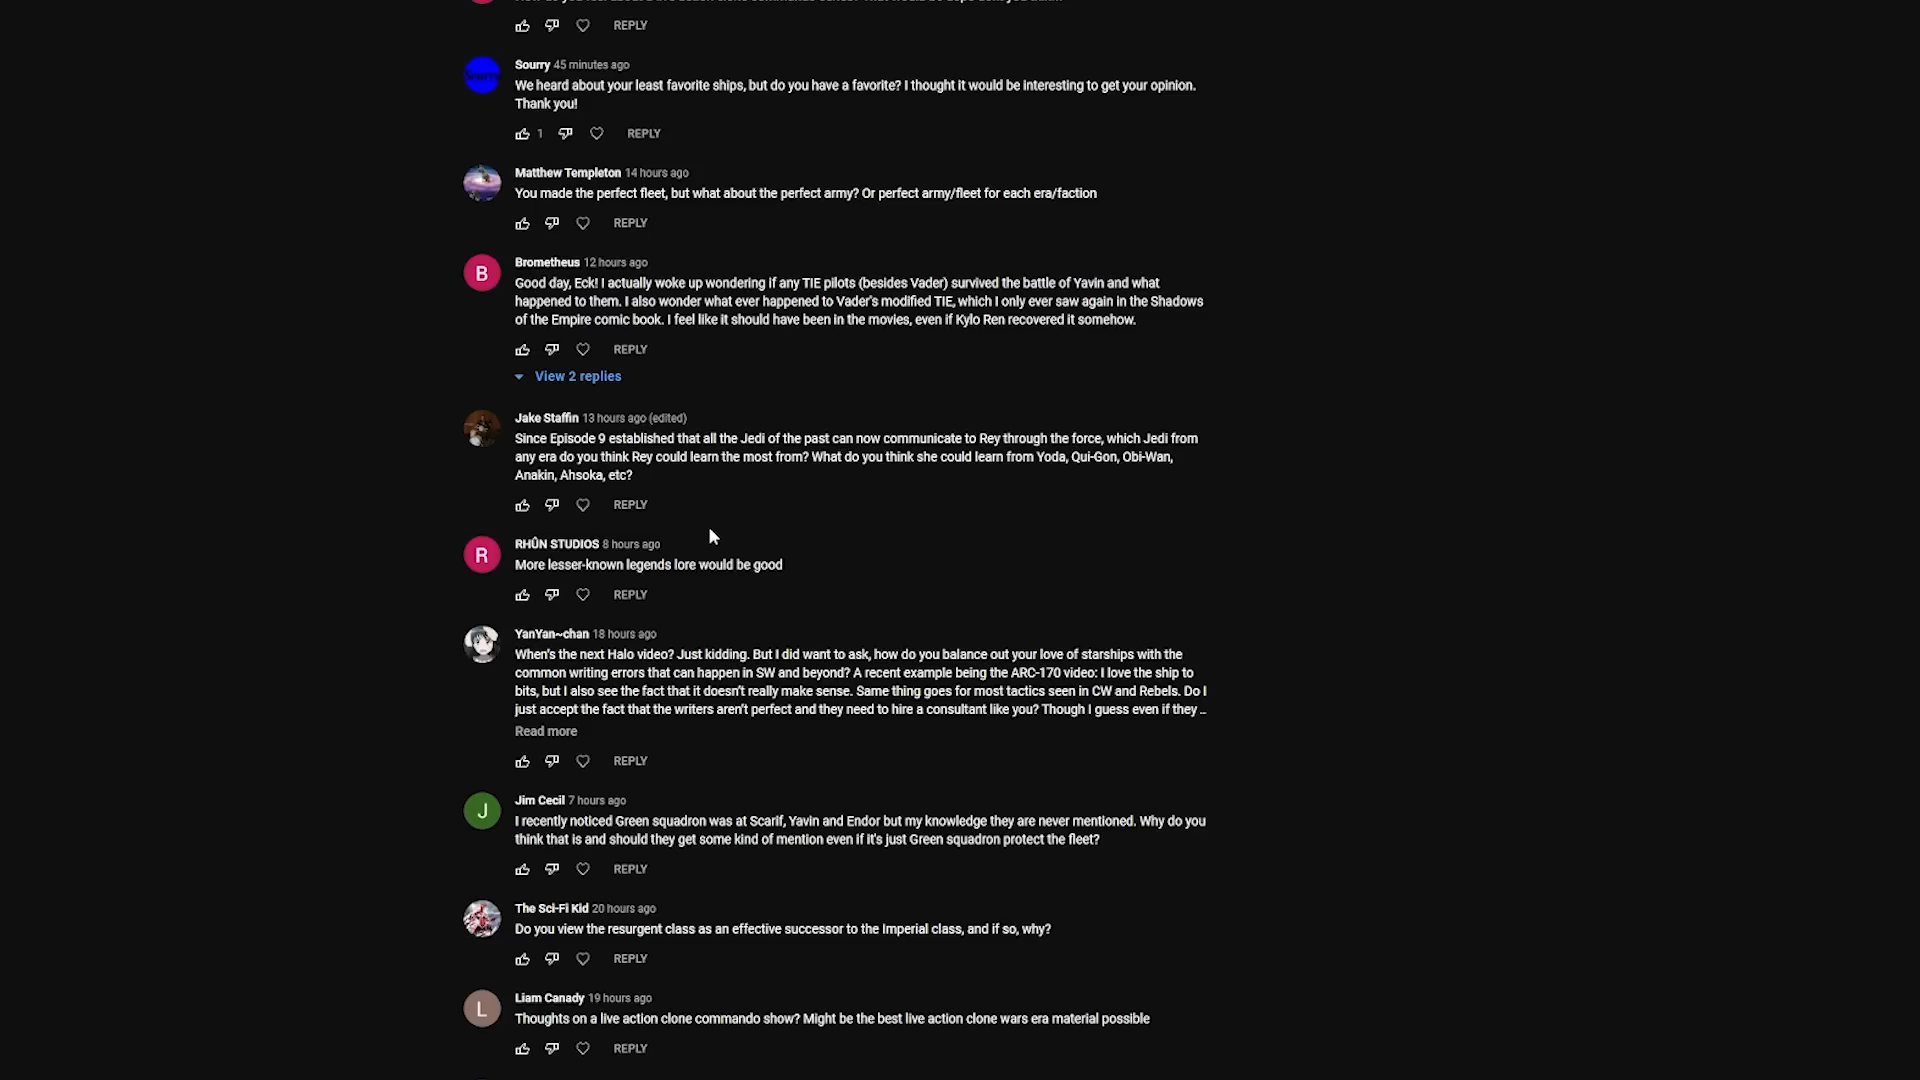 REPLY
Sourry 45 minutes ago
We heard about your least favorite ships, but do you have a favorite? I thought it would be interesting to get your opinion.
Thank you!
1 REPLY
Matthew Templeton 14 hours ago
You made the perfect fleet, but what about the perfect army? Or perfect army/fleet for each era/faction
REPLY
B
Brometheus 12 hours ago
Good day, Eck! I actually woke up wondering if any TIE pilots (besides Vader) survived the battle of Yavin and what
happened to them. I also wonder what ever happened to Vader's modified TIE, which I only ever saw again in the Shadows
of the Empire comic book. I feel like it should have been in the movies, even if Kylo Ren recovered it somehow.
REPLY
View 2 replies
Jake Staffin 13 hours ago (edited)
Since Episode 9 established that all the Jedi of the past can now communicate to Rey through the force, which Jedi from
any era do you think Rey could learn the most from? What do you think she could learn from Yoda, Qui-Gon, Obi-Wan,
Anakin, Ahsoka, etc?
REPLY
R
RHÛN STUDIOS 8 hours ago
More lesser-known legends lore would be good
REPLY
YanYan~chan 18 hours ago
When's the next Halo video? Just kidding. But I did want to ask, how do you balance out your love of starships with the
common writing errors that can happen in SW and beyond? A recent example being the ARC-170 video: I love the ship to
bits, but I also see the fact that it doesn't really make sense. Same thing goes for most tactics seen in CW and Rebels. Do I
just accept the fact that the writers aren't perfect and they need to hire a consultant like you? Though I guess even if they ...
Read more
REPLY
J
Jim Cecil 7 hours ago
I recently noticed Green squadron was at Scarif, Yavin and Endor but my knowledge they are never mentioned. Why do you
think that is and should they get some kind of mention even if it's just Green squadron protect the fleet?
REPLY
The Sci-Fi Kid 20 hours ago
Do you view the resurgent class as an effective successor to the Imperial class, and if so, why?
REPLY
L
Liam Canady 19 hours ago
Thoughts on a live action clone commando show? Might be the best live action clone wars era material possible
REPLY